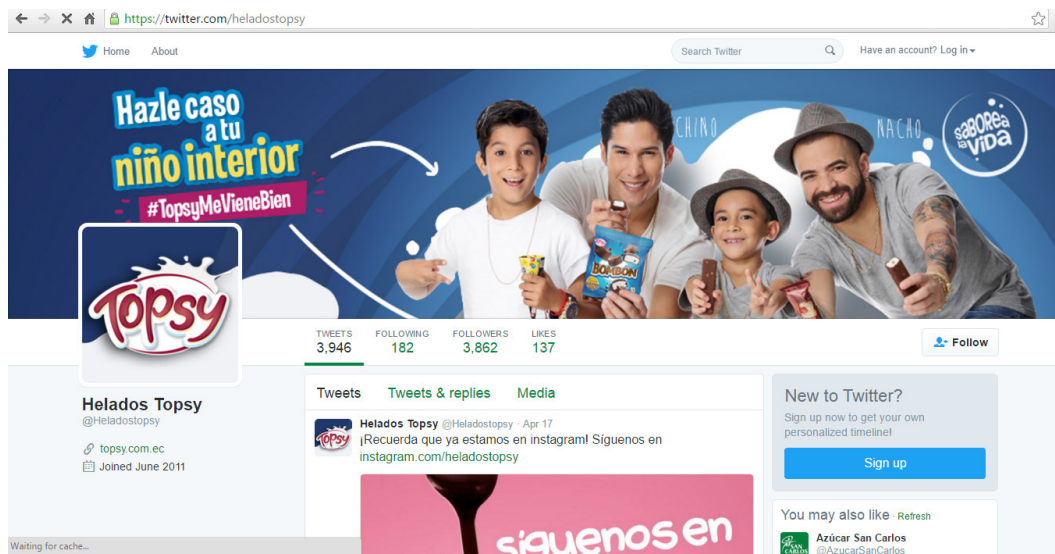 https://twitter.com/heladostopsy
Home About
Search Twitter
Have an account? Log in
Hazle caso
a tu
niño interior
#TopsyMeVieneBien
CHINO
NACHO
saBOREa
la
VIDa
BOMBON
TOPSY
TWEETS FOLLOWING FOLLOWERS LIKES
3,946 182 3,862 137
Follow
Helados Topsy
@Heladostopsy
topsy.com.ec
Joined June 2011
Tweets Tweets & replies Media
TOPSY
Helados Topsy @Heladostopsy · Apr 17
¡Recuerda que ya estamos en instagram! Síguenos en
instagram.com/heladostopsy
síguenos en
New to Twitter?
Sign up now to get your own
personalized timeline!
Sign up
You may also like · Refresh
SAN
CARLOS
Azúcar San Carlos
@AzucarSanCarlos
Waiting for cache...